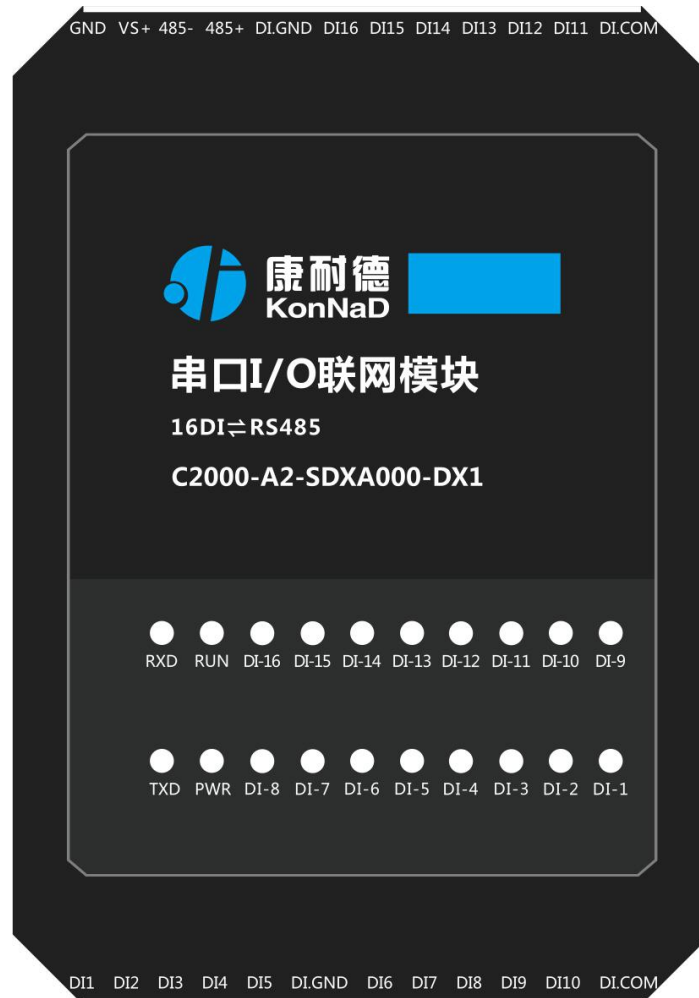 GND VS+ 485- 485+ DI.GND DI16 DI15 DI14 DI13 DI12 DI11 DI.COM
康耐德
KonNaD
串口I/O联网模块
16DI⇌RS485
C2000-A2-SDXA000-DX1
RXD RUN DI-16 DI-15 DI-14 DI-13 DI-12 DI-11 DI-10 DI-9
TXD PWR DI-8 DI-7 DI-6 DI-5 DI-4 DI-3 DI-2 DI-1
DI1 DI2 DI3 DI4 DI5 DI.GND DI6 DI7 DI8 DI9 DI10 DI.COM